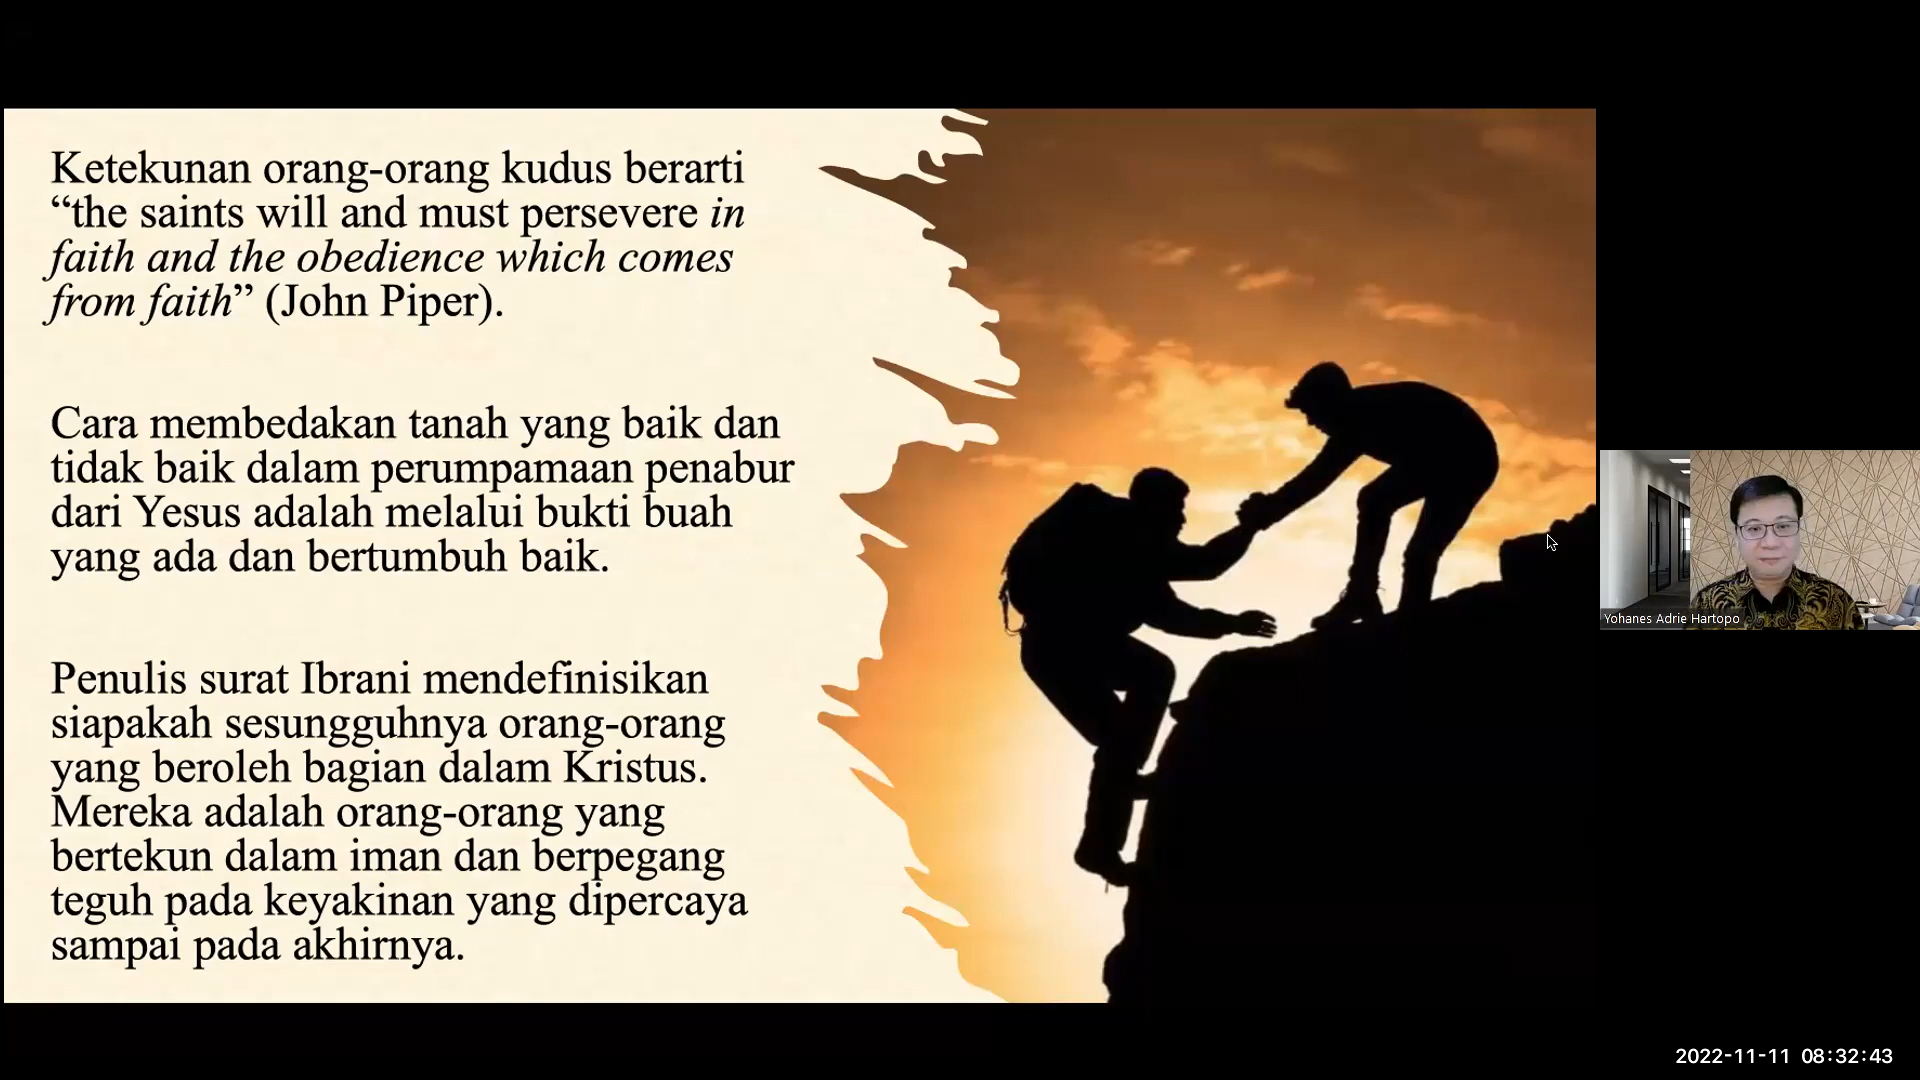 Ketekunan orang-orang kudus berarti
“the saints will and must persevere in
faith and the obedience which comes
from faith” (John Piper).
Cara membedakan tanah yang baik dan
tidak baik dalam perumpamaan penabur
dari Yesus adalah melalui bukti buah
yang ada dan bertumbuh baik.
Penulis surat Ibrani mendefinisikan
siapakah sesungguhnya orang-orang
yang beroleh bagian dalam Kristus.
Mereka adalah orang-orang yang
bertekun dalam iman dan berpegang
teguh pada keyakinan yang dipercaya
sampai pada akhirnya.
Yohanes Adrie Hartopo
2022-11-11 08:32:43